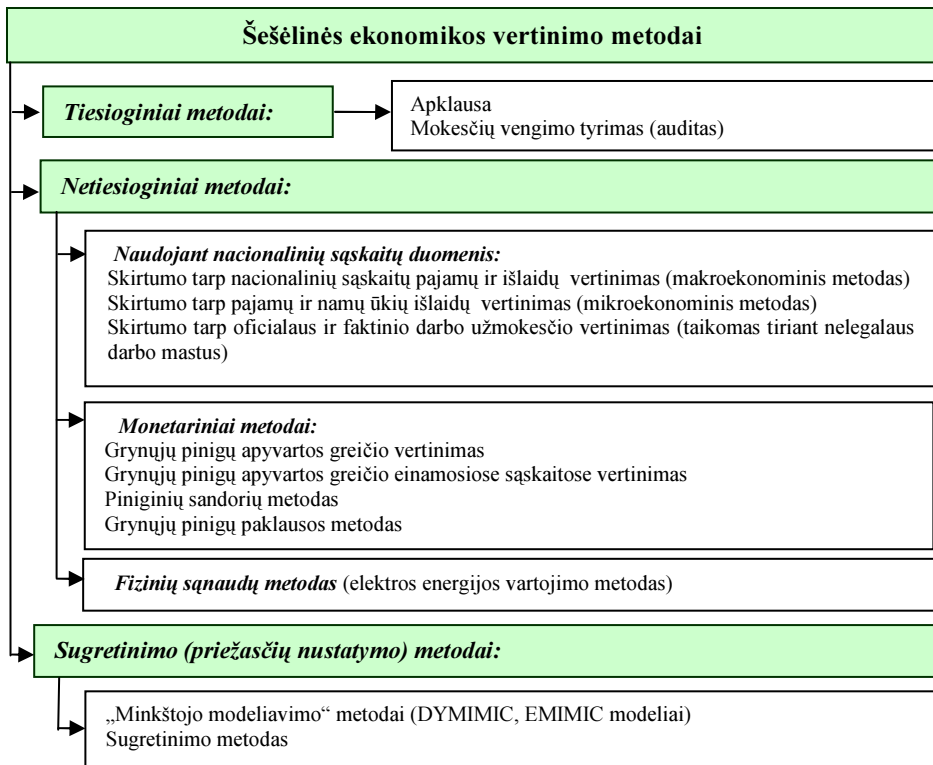 Šešėlinės ekonomikos vertinimo metodai
Tiesioginiai metodai:
Apklausa
Mokesčių vengimo tyrimas (auditas)
Netiesioginiai metodai:
Naudojant nacionalinių sąskaitų duomenis:
Skirtumo tarp nacionalinių sąskaitų pajamų ir išlaidų vertinimas (makroekonominis metodas)
Skirtumo tarp pajamų ir namų ūkių išlaidų vertinimas (mikroekonominis metodas)
Skirtumo tarp oficialaus ir faktinio darbo užmokesčio vertinimas (taikomas tiriant nelegalaus
darbo mastus)
Monetariniai metodai:
Grynųjų pinigų apyvartos greičio vertinimas
Grynųjų pinigų apyvartos greičio einamosiose sąskaitose vertinimas
Piniginių sandorių metodas
Grynųjų pinigų paklausos metodas
Fizinių sąnaudų metodas (elektros energijos vartojimo metodas)
Sugretinimo (priežasčių nustatymo) metodai:
„Minkštojo modeliavimo“ metodai (DYMIMIC, EMIMIC modeliai)
Sugretinimo metodas